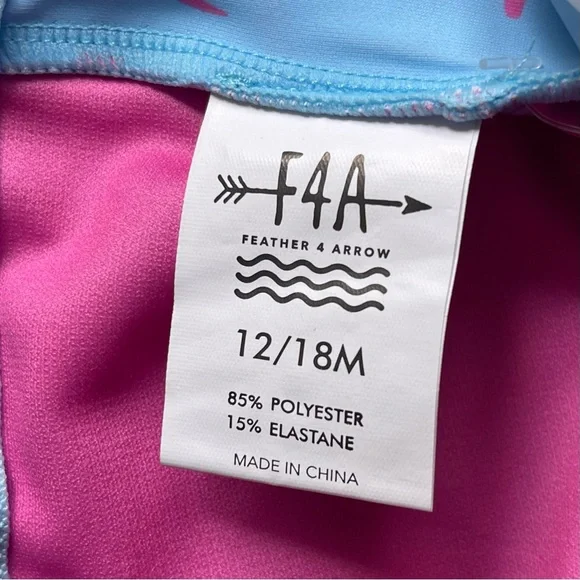 F4A
FEATHER 4 ARROW
12/18M
85% POLYESTER
15% ELASTANE
MADE IN CHINA